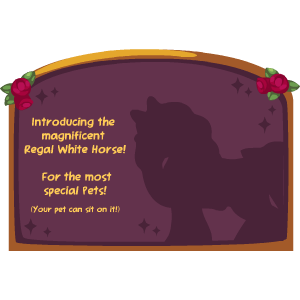 Introducing the
magnificent
Regal White Horse!
For the most
special Pets!
(Your pet can sit on it!)